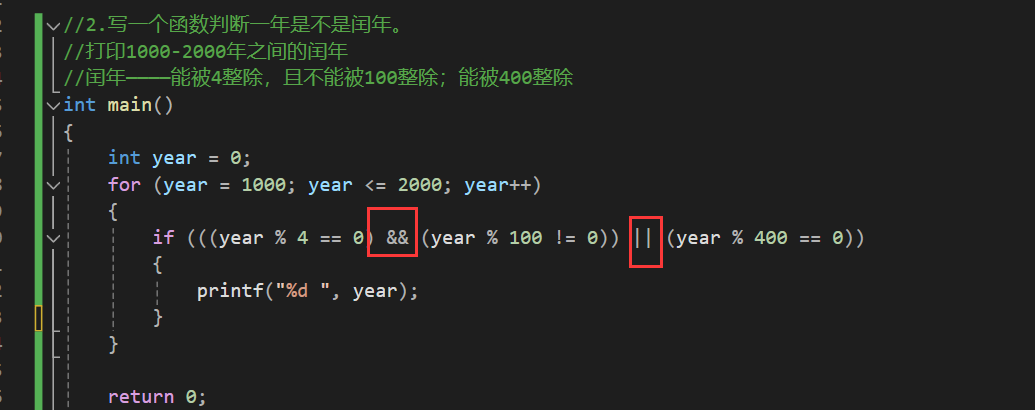 //2.写一个函数判断一年是不是闰年。
//打印1000-2000年之间的闰年
//闰年————能被4整除，且不能被100整除；能被400整除
int main()
{
    int year = 0;
    for (year = 1000; year <= 2000; year++)
    {
        if (((year % 4 == 0) && (year % 100 != 0)) || (year % 400 == 0))
        {
            printf("%d ", year);
        }
    }
    return 0;